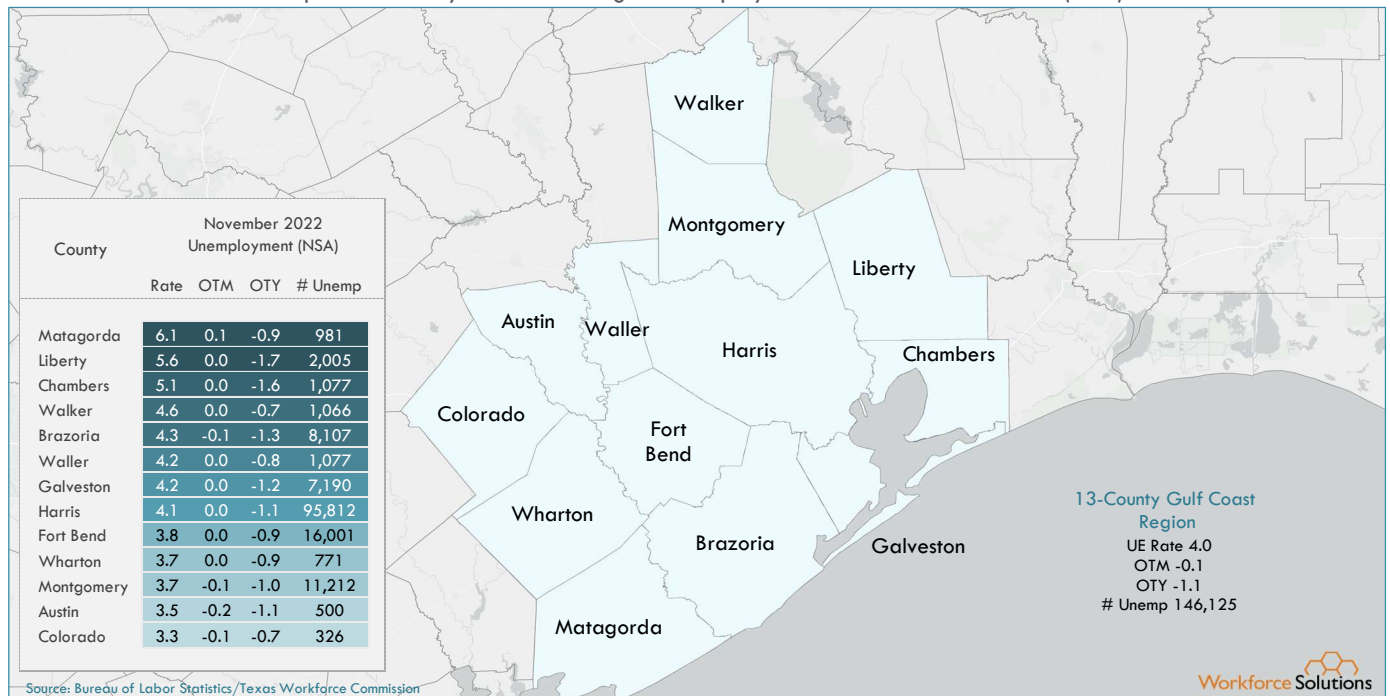 County
November 2022
Unemployment (NSA)
Rate OTM OTY # Unemp
Matagorda 6.1 0.1 -0.9 981
Liberty 5.6 0.0 -1.7 2,005
Chambers 5.1 0.0 -1.6 1,077
Walker 4.6 0.0 -0.7 1,066
Brazoria 4.3 -0.1 -1.3 8,107
Waller 4.2 0.0 -0.8 1,077
Galveston 4.2 0.0 -1.2 7,190
Harris 4.1 0.0 -1.1 95,812
Fort Bend 3.8 0.0 -0.9 16,001
Wharton 3.7 0.0 -0.9 771
Montgomery 3.7 -0.1 -1.0 11,212
Austin 3.5 -0.2 -1.1 500
Colorado 3.3 -0.1 -0.7 326
Walker
Montgomery
Liberty
Austin
Waller
Harris
Chambers
Colorado
Fort
Bend
Wharton
Brazoria
Galveston
Matagorda
13-County Gulf Coast
Region
UE Rate 4.0
OTM -0.1
OTY -1.1
# Unemp 146,125
Source: Bureau of Labor Statistics/Texas Workforce Commission
Workforce Solutions